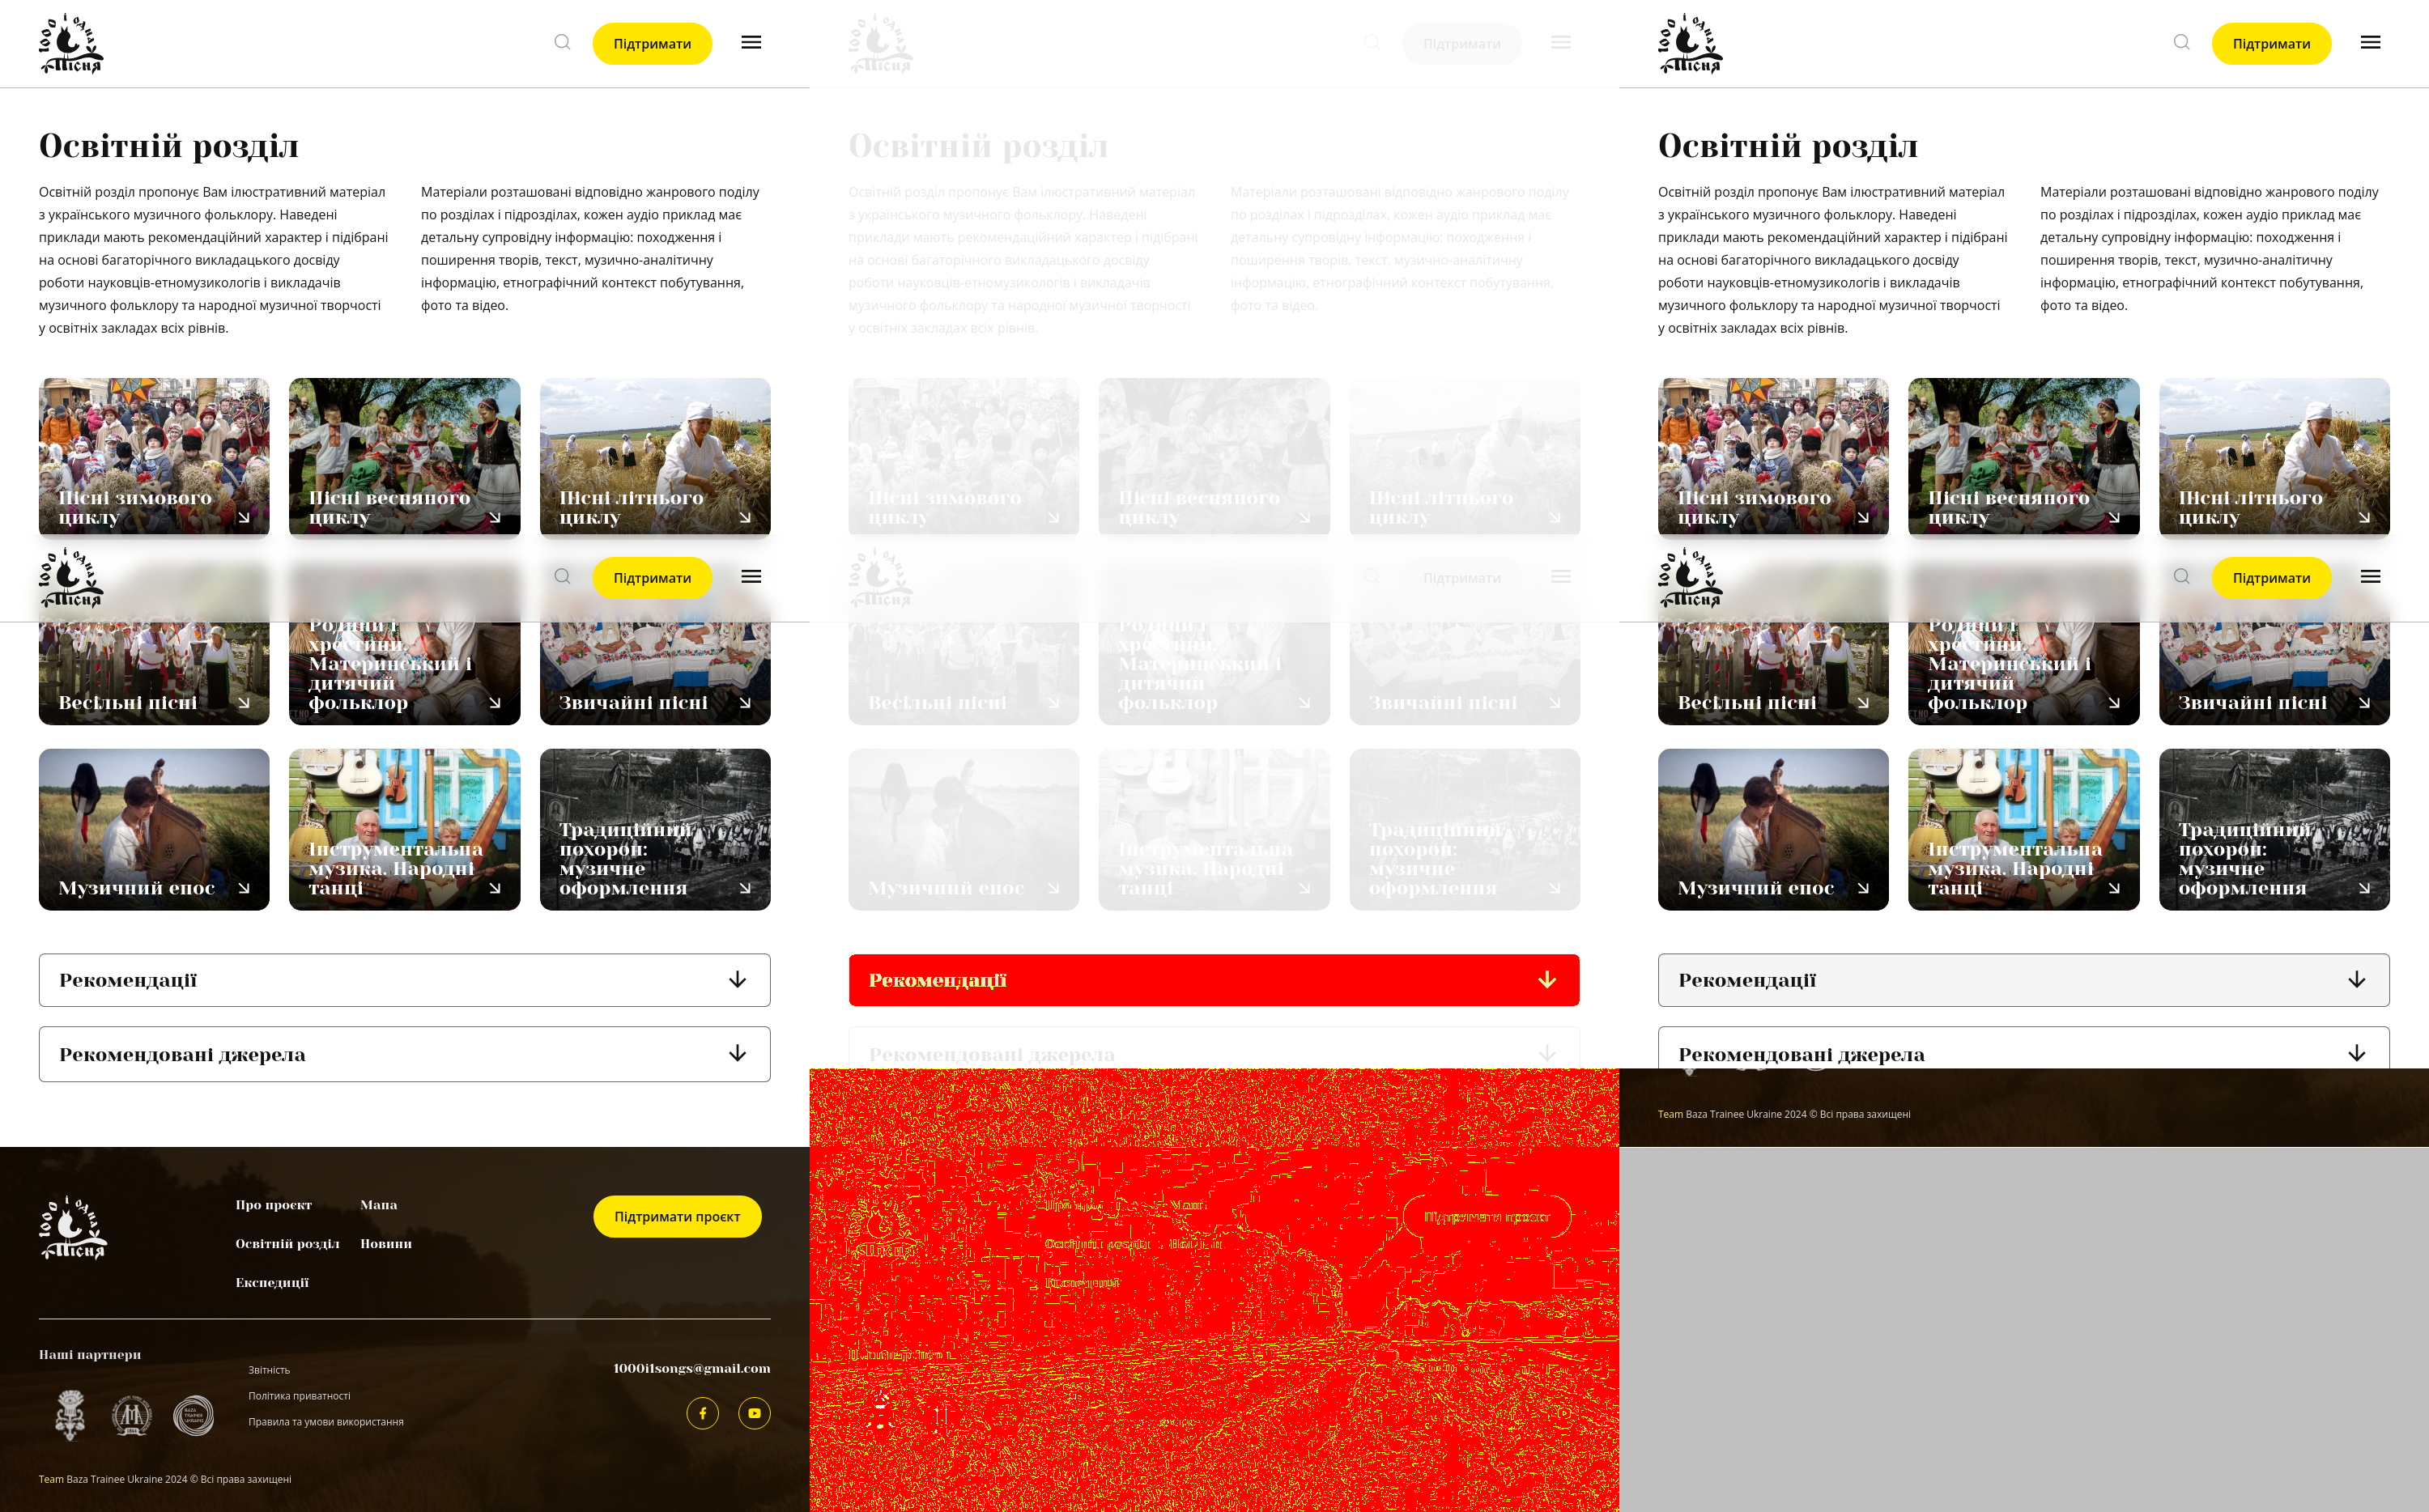 Пісня
Підтримати
Освітній розділ
Освітній розділ пропонує Вам ілюстративний матеріал
з українського музичного фольклору. Наведені
приклади мають рекомендаційний характер і підібрані
на основі багаторічного викладацького досвіду
роботи науковців-етномузикологів і викладачів
музичного фольклору та народної музичної творчості
у освітніх закладах всіх рівнів.
Матеріали розташовані відповідно жанрового поділу
по розділах і підрозділах, кожен аудіо приклад має
детальну супровідну інформацію: походження і
поширення творів, текст, музично-аналітичну
інформацію, етнографічний контекст побутування,
фото та відео.
Пісні зимового
циклу
Пісні весняного
циклу
Пісні літнього
циклу
Пісня
Підтримати
Весільні пісні
Родини і
хрестини.
Материнський і
дитячий
фольклор
Звичайні пісні
Музичний епос
Інструментальна
музика. Народні
танці
Традиційний
похорон:
музичне
оформлення
Рекомендації
Рекомендовані джерела
Пісня
Про проєкт
Освітній розділ
Експедиції
Мапа
Новини
Підтримати проєкт
Наші партнери
Звітність
Політика приватності
Правила та умови використання
1000i1songs@gmail.com
Team Baza Trainee Ukraine 2024 © Всі права захищені
Пісня
Підтримати
Освітній розділ
Освітній розділ пропонує Вам ілюстративний матеріал
з українського музичного фольклору. Наведені
приклади мають рекомендаційний характер і підібрані
на основі багаторічного викладацького досвіду
роботи науковців-етномузикологів і викладачів
музичного фольклору та народної музичної творчості
у освітніх закладах всіх рівнів.
Матеріали розташовані відповідно жанрового поділу
по розділах і підрозділах, кожен аудіо приклад має
детальну супровідну інформацію: походження і
поширення творів, текст, музично-аналітичну
інформацію, етнографічний контекст побутування,
фото та відео.
Пісні зимового
циклу
Пісні весняного
циклу
Пісні літнього
циклу
Пісня
Підтримати
Весільні пісні
Родини і
хрестини.
Материнський і
дитячий
фольклор
Звичайні пісні
Музичний епос
Інструментальна
музика. Народні
танці
Традиційний
похорон:
музичне
оформлення
Рекомендації
Рекомендовані джерела
Пісня
Підтримати
Освітній розділ
Освітній розділ пропонує Вам ілюстративний матеріал
з українського музичного фольклору. Наведені
приклади мають рекомендаційний характер і підібрані
на основі багаторічного викладацького досвіду
роботи науковців-етномузикологів і викладачів
музичного фольклору та народної музичної творчості
у освітніх закладах всіх рівнів.
Матеріали розташовані відповідно жанрового поділу
по розділах і підрозділах, кожен аудіо приклад має
детальну супровідну інформацію: походження і
поширення творів, текст, музично-аналітичну
інформацію, етнографічний контекст побутування,
фото та відео.
Пісні зимового
циклу
Пісні весняного
циклу
Пісні літнього
циклу
Пісня
Підтримати
Весільні пісні
Родини і
хрестини.
Материнський і
дитячий
фольклор
Звичайні пісні
Музичний епос
Інструментальна
музика. Народні
танці
Традиційний
похорон:
музичне
оформлення
Рекомендації
Рекомендовані джерела
Team Baza Trainee Ukraine 2024 © Всі права захищені